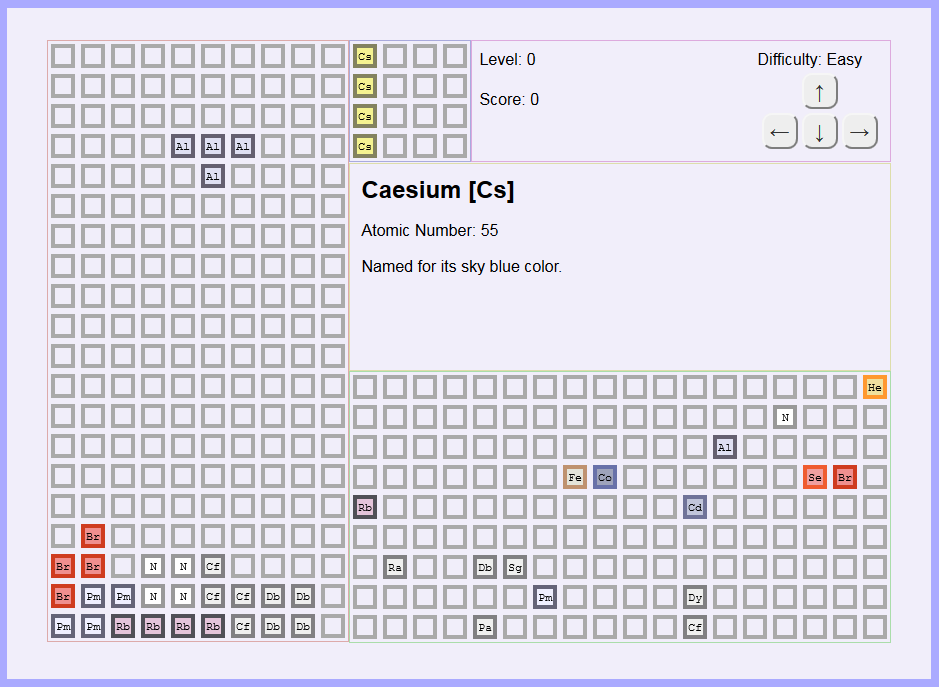 Cs
Level: 0
Difficulty: Easy
↑
Cs
Score: 0
Cs
← ↓ →
Al Al Al
Cs
Al
Caesium [Cs]
Atomic Number: 55
Named for its sky blue color.
He
N
Al
Fe Co Se Br
Rb Cd
Br
Br Br N N Cf
Ra Db Sg
Br Pm Pm N N Cf Cf Db Db
Pm Dy
Pm Pm Rb Rb Rb Rb Cf Db Db
Pa Cf